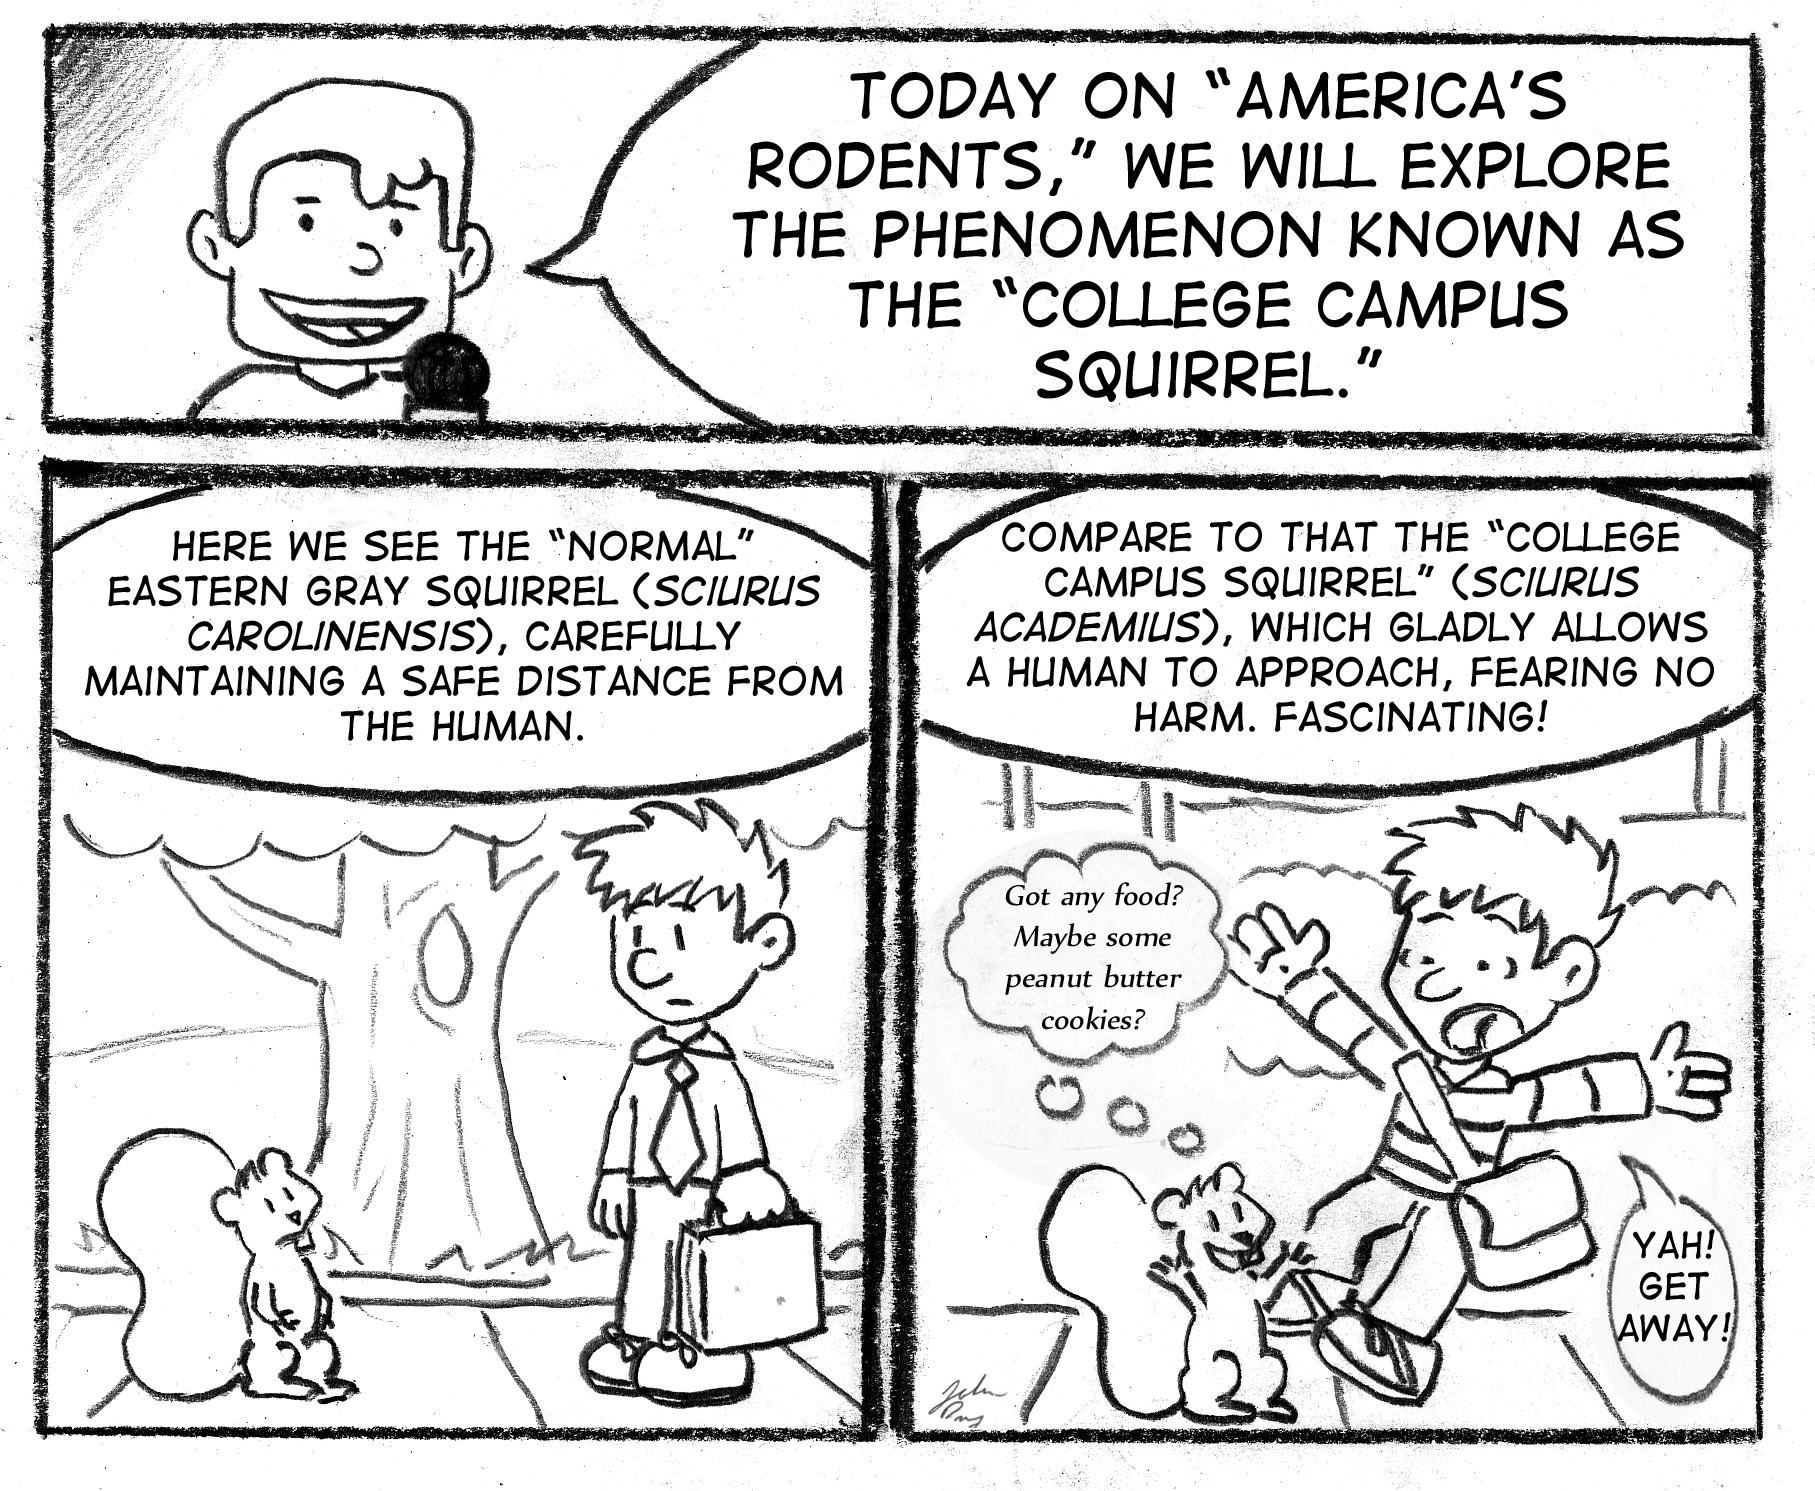 TODAY ON "AMERICA'S
RODENTS," WE WILL EXPLORE
THE PHENOMENON KNOWN AS
THE "COLLEGE CAMPUS
SQUIRREL."
HERE WE SEE THE "NORMAL"
EASTERN GRAY SQUIRREL (SCIURUS
CAROLINENSIS), CAREFULLY
MAINTAINING A SAFE DISTANCE FROM
THE HUMAN.
COMPARE TO THAT THE "COLLEGE
CAMPUS SQUIRREL" (SCIURUS
ACADEMIUS), WHICH GLADLY ALLOWS
A HUMAN TO APPROACH, FEARING NO
HARM. FASCINATING!
Got any food?
Maybe some
peanut butter
cookies?
YAH!
GET
AWAY!
John